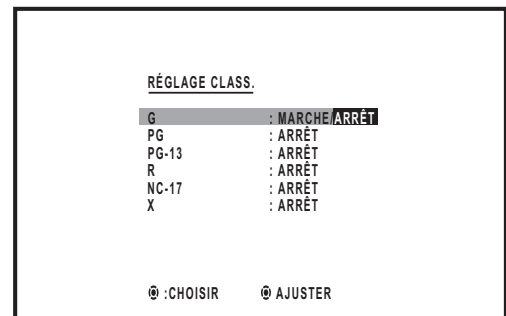 RÉGLAGE CLASS.
G : MARCHE/ARRÊT
PG : ARRÊT
PG-13 : ARRÊT
R : ARRÊT
NC-17 : ARRÊT
X : ARRÊT
:CHOISIR AJUSTER